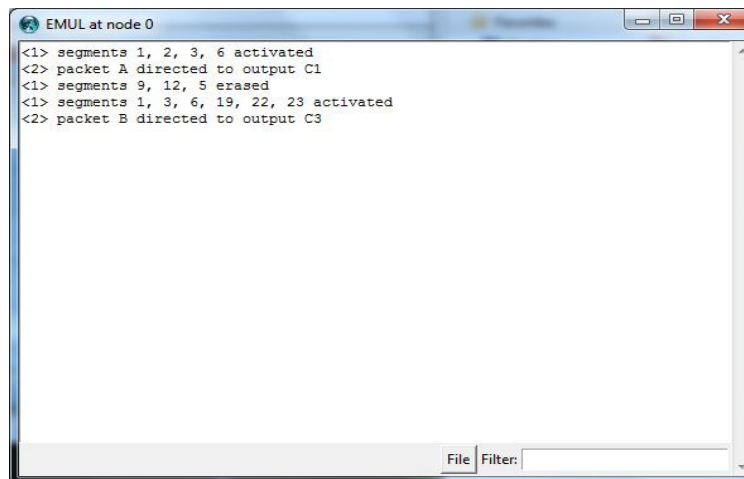 EMUL at node 0
<1> segments 1, 2, 3, 6 activated
<2> packet A directed to output C1
<1> segments 9, 12, 5 erased
<1> segments 1, 3, 6, 19, 22, 23 activated
<2> packet B directed to output C3
File Filter: